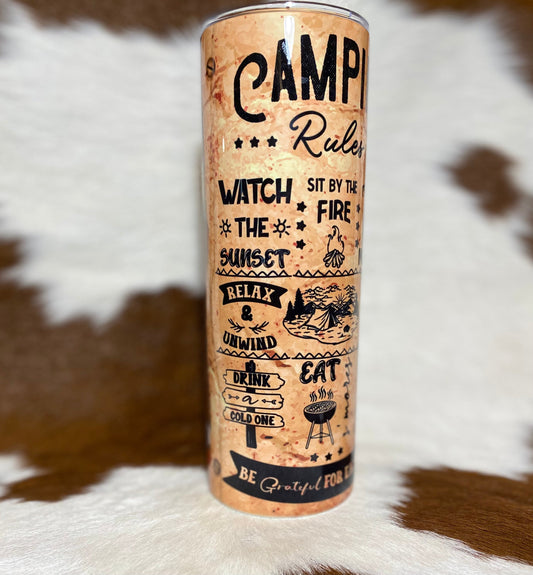 CAMPI
Rules
WATCH
THE
SUNSET
SIT BY THE
FIRE
RELAX
&
UNWIND
DRINK
a
COLD ONE
EAT
BE Grateful FOR